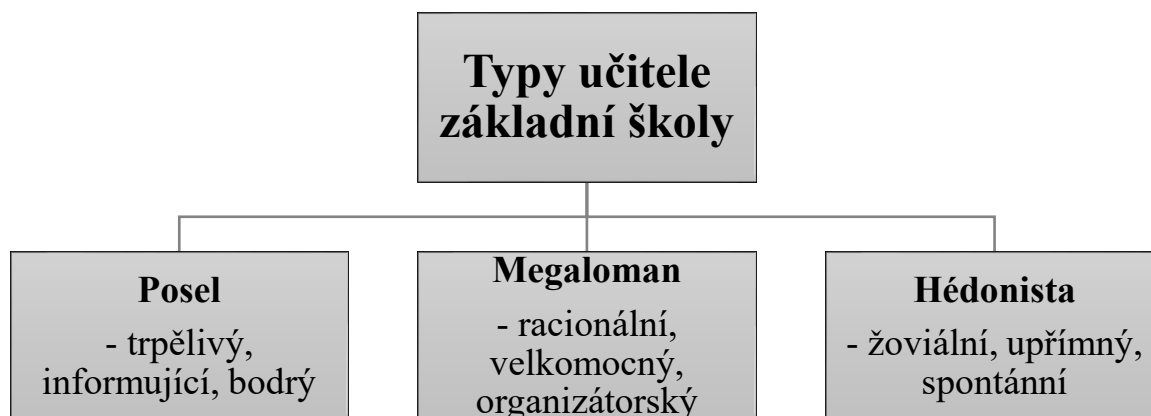 Typy učitele
základní školy
Posel
- trpělivý,
informující, bodrý
Megaloman
- racionální,
velkomocný,
organizátorský
Hédonista
- žoviální, upřímný,
spontánní